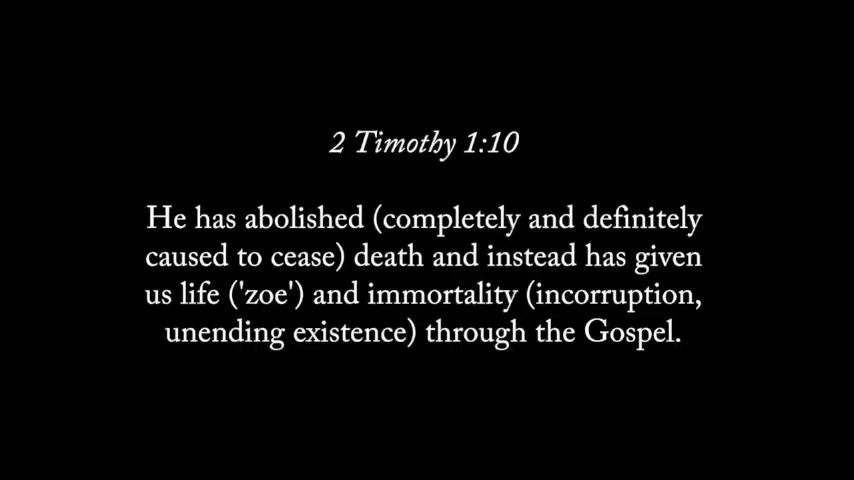 2 Timothy 1:10
He has abolished (completely and definitely
caused to cease) death and instead has given
us life ('zoe') and immortality (incorruption,
unending existence) through the Gospel.